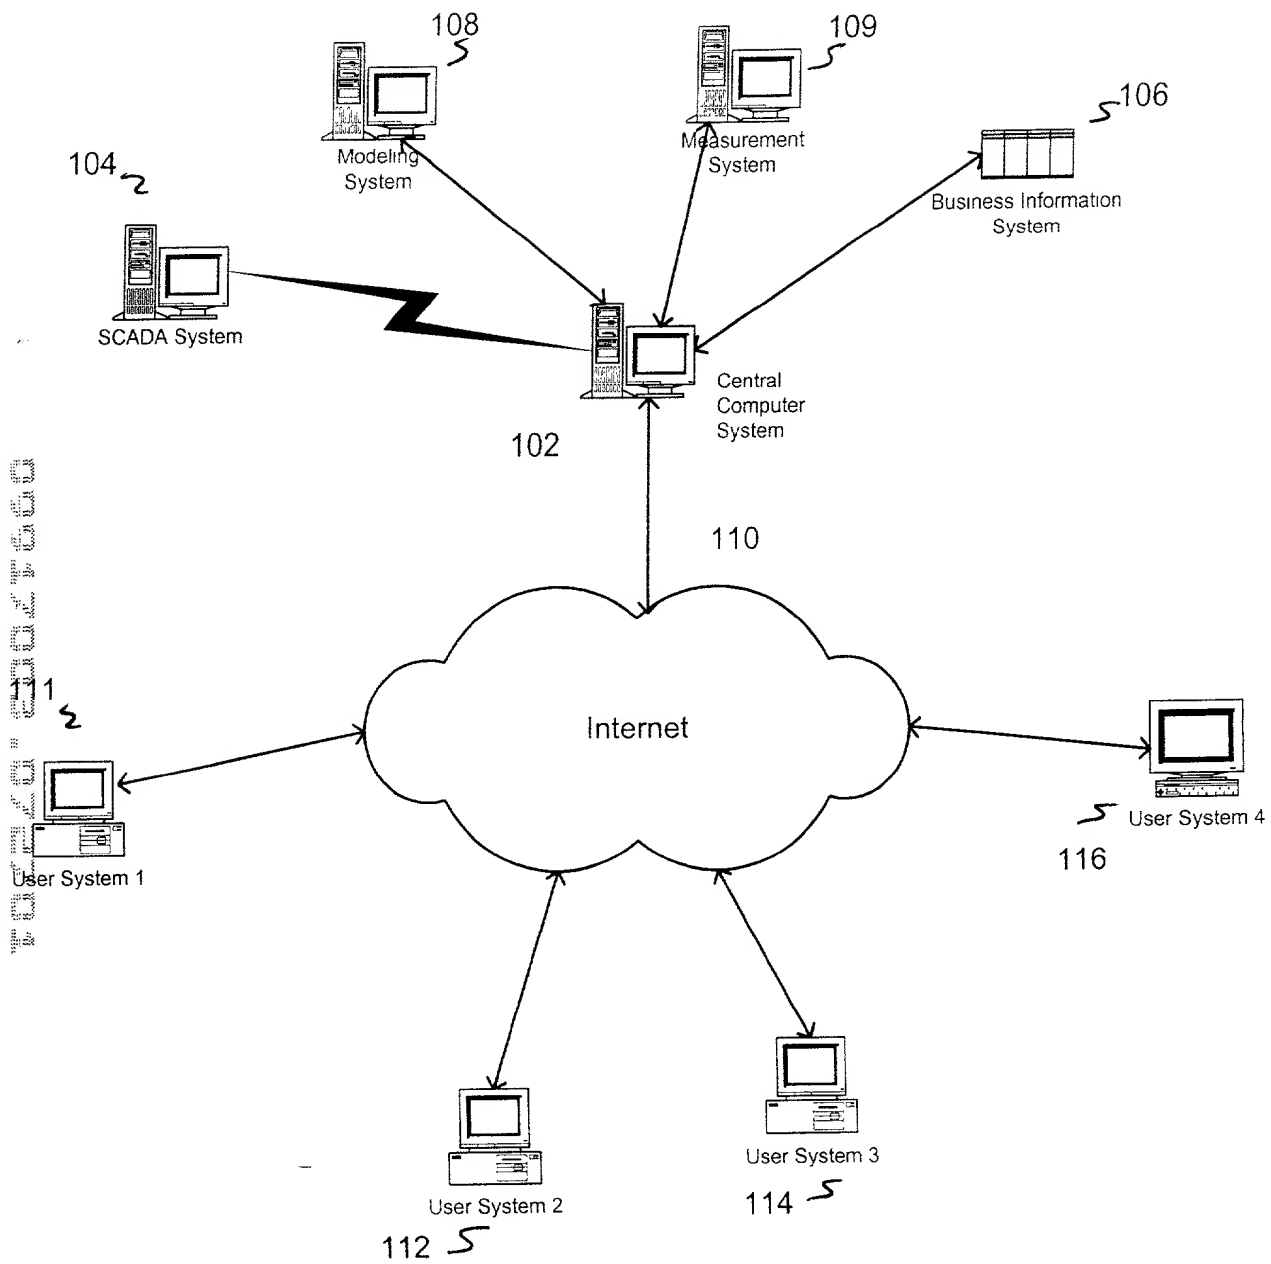 108
109
106
Modeling
System
Measurement
System
104
Business Information
System
SCADA System
Central
Computer
System
102
110
Internet
111
User System 1
User System 4
116
User System 3
114
User System 2
112